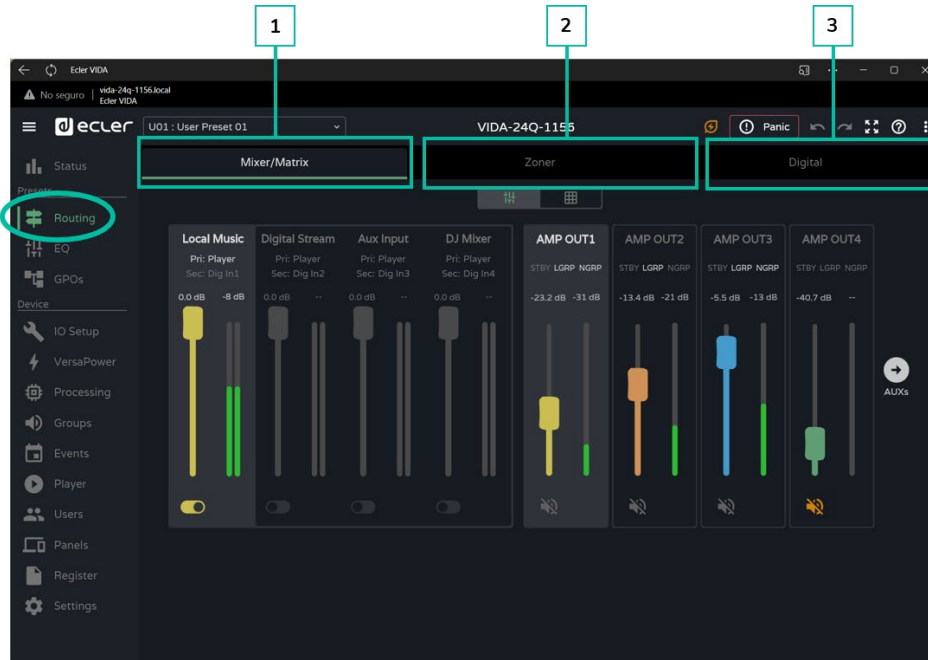 1
2
3
Ecler VIDA
No seguro
vida-24q-1156.local
Ecler VIDA
ecler
U01 : User Preset 01
VIDA-24Q-1156
Panic
Mixer/Matrix
Zoner
Digital
Status
Presets
Routing
EQ
GPOs
Device
IO Setup
VersaPower
Processing
Groups
Events
Player
Users
Panels
Register
Settings
Local Music
Pri: Player
Sec: Dig In1
0.0 dB -8 dB
Digital Stream
Pri: Player
Sec: Dig In2
0.0 dB --
Aux Input
Pri: Player
Sec: Dig In3
0.0 dB --
DJ Mixer
Pri: Player
Sec: Dig In4
0.0 dB --
AMP OUT1
STBY LGRP NGRP
-23.2 dB -31 dB
AMP OUT2
STBY LGRP NGRP
-13.4 dB -21 dB
AMP OUT3
STBY LGRP NGRP
-5.5 dB -13 dB
AMP OUT4
STBY LGRP NGRP
-40.7 dB --
AUXs